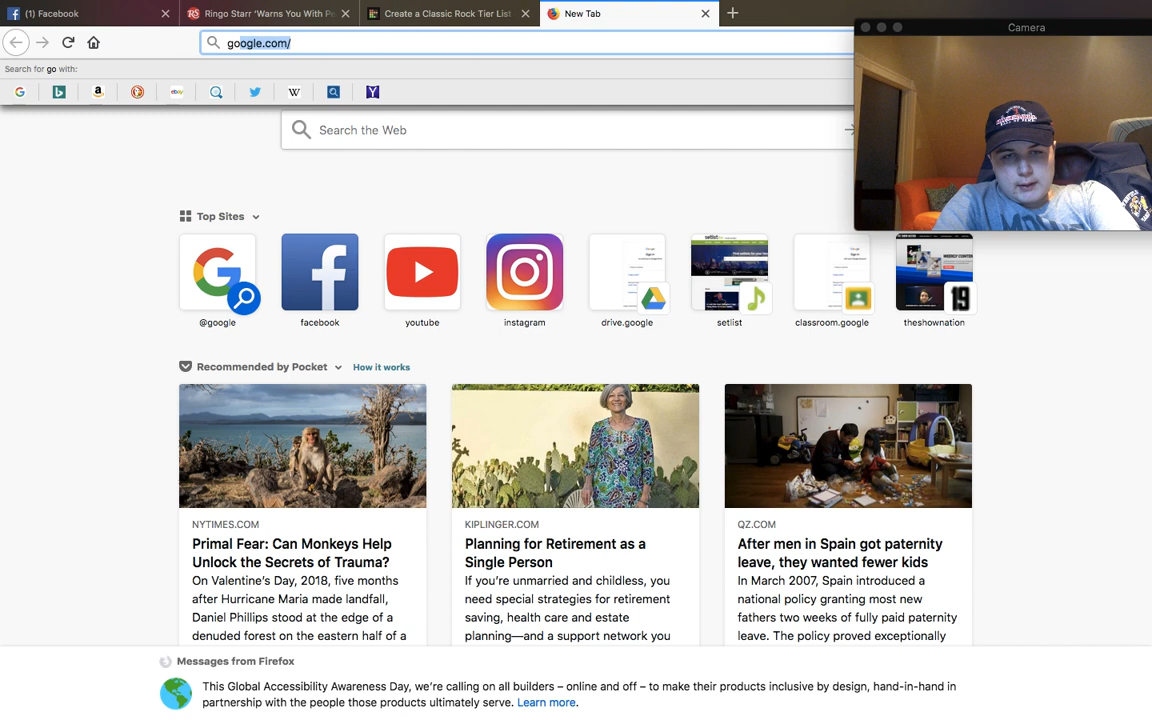 (1) Facebook
Ringo Starr ‘Warns You With Pe
Create a Classic Rock Tier List
New Tab
Camera
google.com/
Search for go with:
ebay
W
Y
Search the Web
Top Sites
@google
facebook
youtube
instagram
drive.google
setlist
classroom.google
theshownation
Recommended by Pocket
How it works
NYTIMES.COM
Primal Fear: Can Monkeys Help
Unlock the Secrets of Trauma?
On Valentine’s Day, 2018, five months
after Hurricane Maria made landfall,
Daniel Phillips stood at the edge of a
denuded forest on the eastern half of a
KIPLINGER.COM
Planning for Retirement as a
Single Person
If you’re unmarried and childless, you
need special strategies for retirement
saving, health care and estate
planning—and a support network you
QZ.COM
After men in Spain got paternity
leave, they wanted fewer kids
In March 2007, Spain introduced a
national policy granting most new
fathers two weeks of fully paid paternity
leave. The policy proved exceptionally
Messages from Firefox
This Global Accessibility Awareness Day, we’re calling on all builders – online and off – to make their products inclusive by design, hand-in-hand in
partnership with the people those products ultimately serve. Learn more.